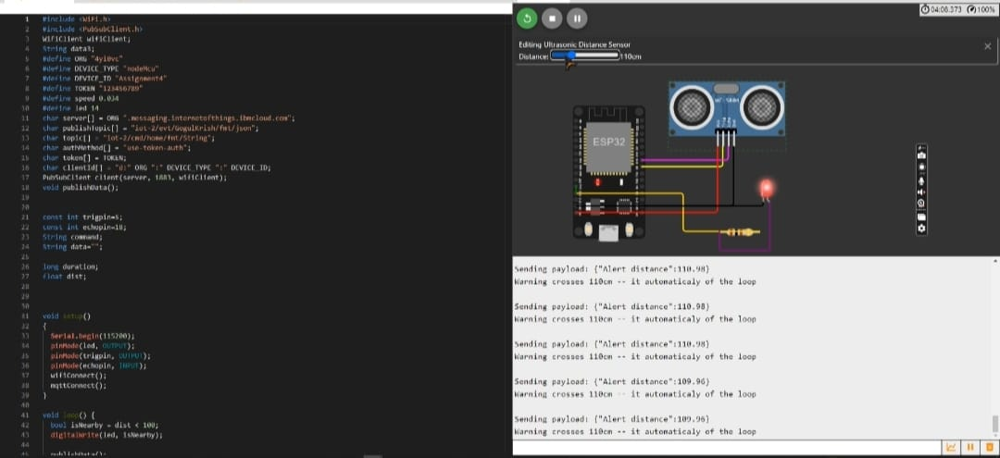 1 #include <WiFi.h>
2 #include <PubSubClient.h>
3 WiFiClient wifiClient;
4 String data3;
5 #define ORG "4yi0vc"
6 #define DEVICE_TYPE "nodeMcu"
7 #define DEVICE_ID "Assignment4"
8 #define TOKEN "123456789"
9 #define speed 0.034
10 #define led 14
11 char server[] = ORG ".messaging.internetofthings.ibmcloud.com";
12 char publishTopic[] = "iot-2/evt/GogulKrish/fmt/json";
13 char topic[] = "iot-2/cmd/home/fmt/String";
14 char authMethod[] = "use-token-auth";
15 char token[] = TOKEN;
16 char clientId[] = "d:" ORG ":" DEVICE_TYPE ":" DEVICE_ID;
17 PubSubClient client(server, 1883, wifiClient);
18 void publishData();
19
20
21 const int trigpin=5;
22 const int echopin=18;
23 String command;
24 String data="";
25
26 long duration;
27 float dist;
28
29
30
31 void setup()
32 {
33 Serial.begin(115200);
34 pinMode(led, OUTPUT);
35 pinMode(trigpin, OUTPUT);
36 pinMode(echopin, INPUT);
37 wifiConnect();
38 mqttConnect();
39 }
40
41 void loop() {
42 bool isNearby = dist < 100;
43 digitalWrite(led, isNearby);
44
45 publishData();
04:08.373 100%
Editing Ultrasonic Distance Sensor
Distance: 110cm
HC-SR04
ESP32
Sending payload: {"Alert distance":110.98}
Warning crosses 110cm -- it automaticaly of the loop
Sending payload: {"Alert distance":110.98}
Warning crosses 110cm -- it automaticaly of the loop
Sending payload: {"Alert distance":110.98}
Warning crosses 110cm -- it automaticaly of the loop
Sending payload: {"Alert distance":109.96}
Warning crosses 110cm -- it automaticaly of the loop
Sending payload: {"Alert distance":109.96}
Warning crosses 110cm -- it automaticaly of the loop